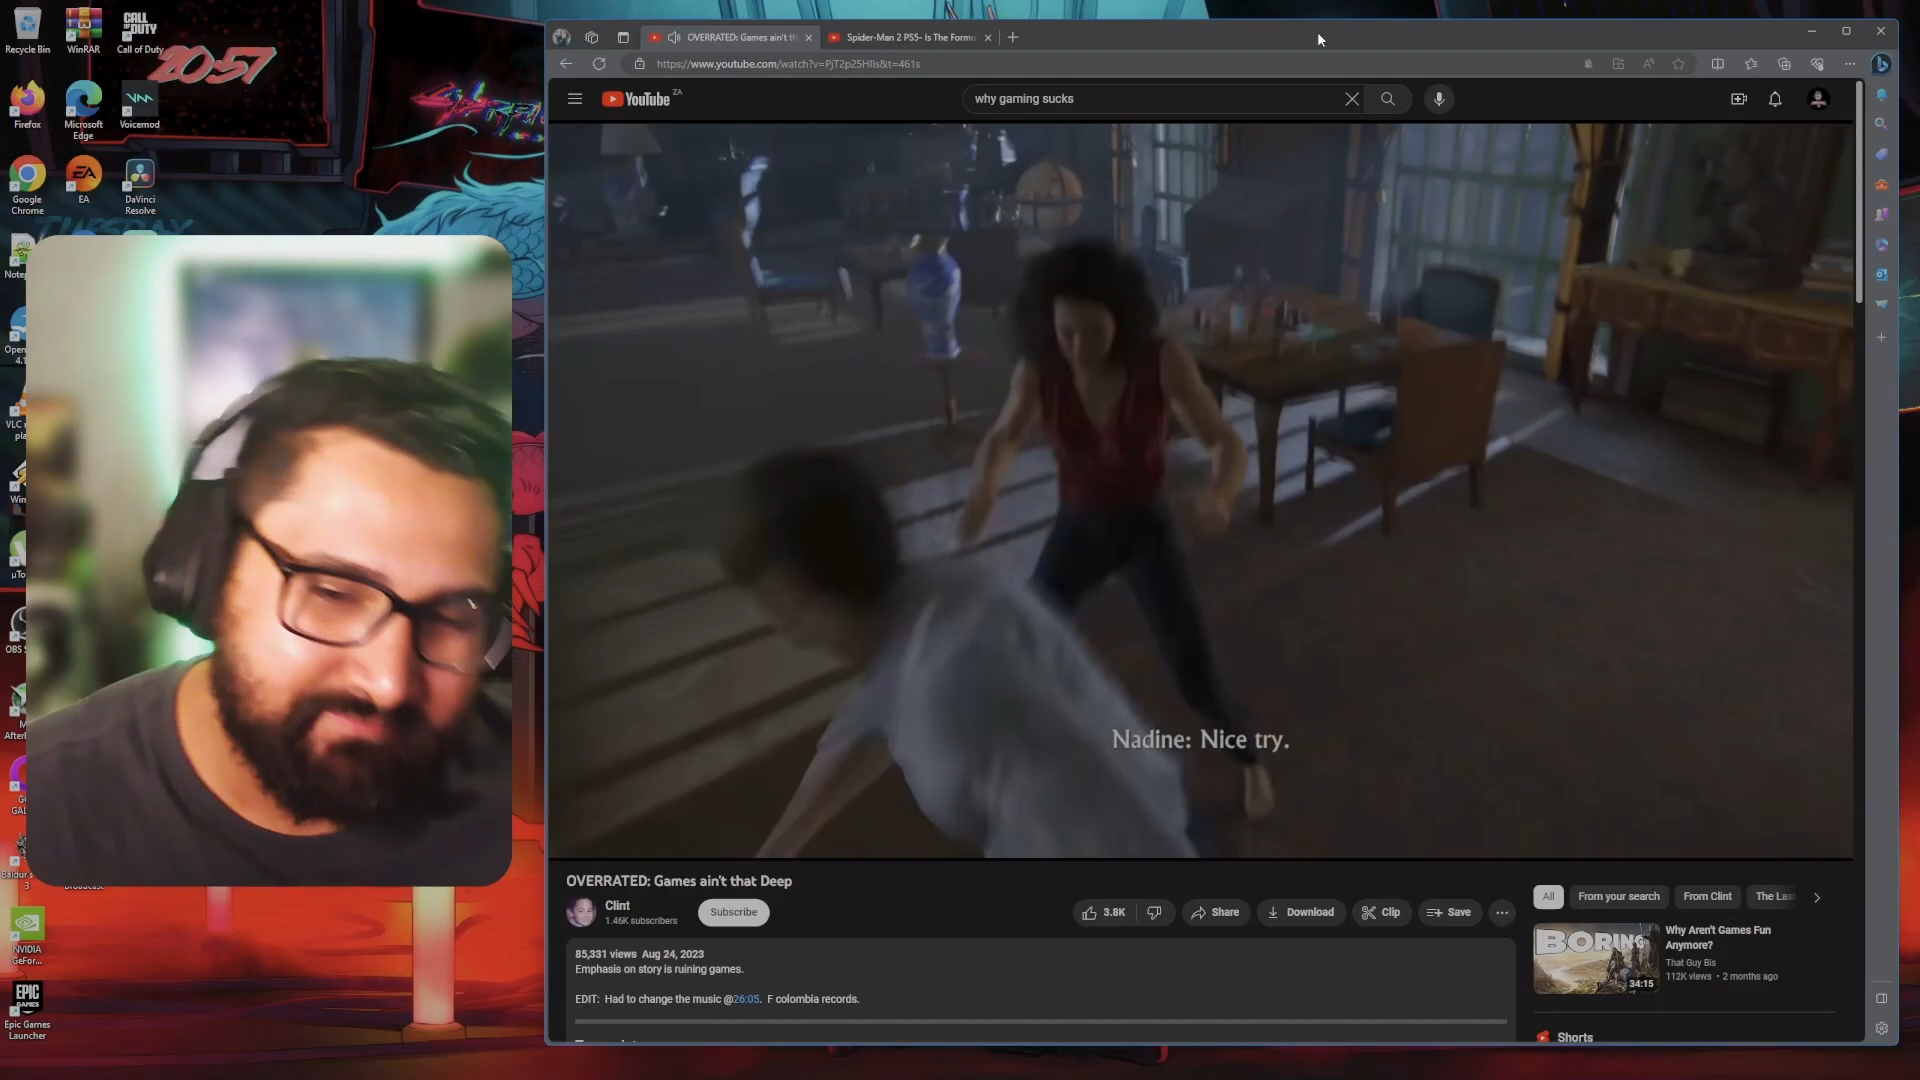 Recycle Bin
WinRAR
Call of Duty
CALL OF DUTY
20:57
Firefox
Microsoft Edge
Voicemod
Google Chrome
EA
DaVinci Resolve
TUESDAY
NVIDIA GeFor...
EPIC GAMES
Epic Games Launcher
OVERRATED: Games ain't th
Spider-Man 2 PS5- Is The Formu
https://www.youtube.com/watch?v=PjT2p25HIls&t=461s
YouTube ZA
why gaming sucks
Nadine: Nice try.
OVERRATED: Games ain't that Deep
Clint
1.46K subscribers
Subscribe
3.8K
Share
Download
Clip
Save
85,331 views Aug 24, 2023
Emphasis on story is ruining games.
EDIT: Had to change the music @26:05. F colombia records.
All
From your search
From Clint
The Las
BORING
34:15
Why Aren't Games Fun Anymore?
That Guy Bis
112K views • 2 months ago
Shorts